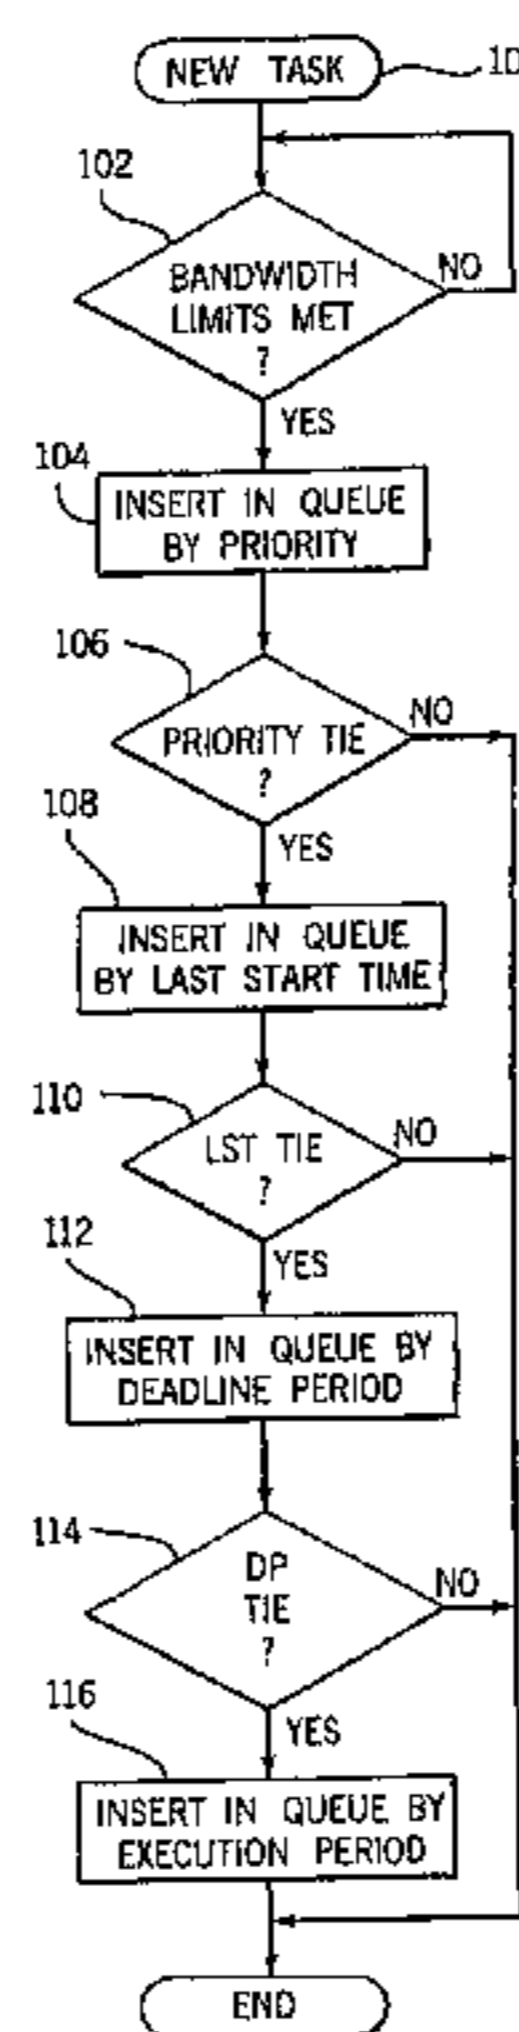 NEW TASK
102
BANDWIDTH
LIMITS MET
?
NO
YES
104
INSERT IN QUEUE
BY PRIORITY
106
PRIORITY TIE
?
NO
YES
108
INSERT IN QUEUE
BY LAST START TIME
110
LST TIE
?
NO
YES
112
INSERT IN QUEUE BY
DEADLINE PERIOD
114
DP
TIE
?
NO
YES
116
INSERT IN QUEUE BY
EXECUTION PERIOD
END